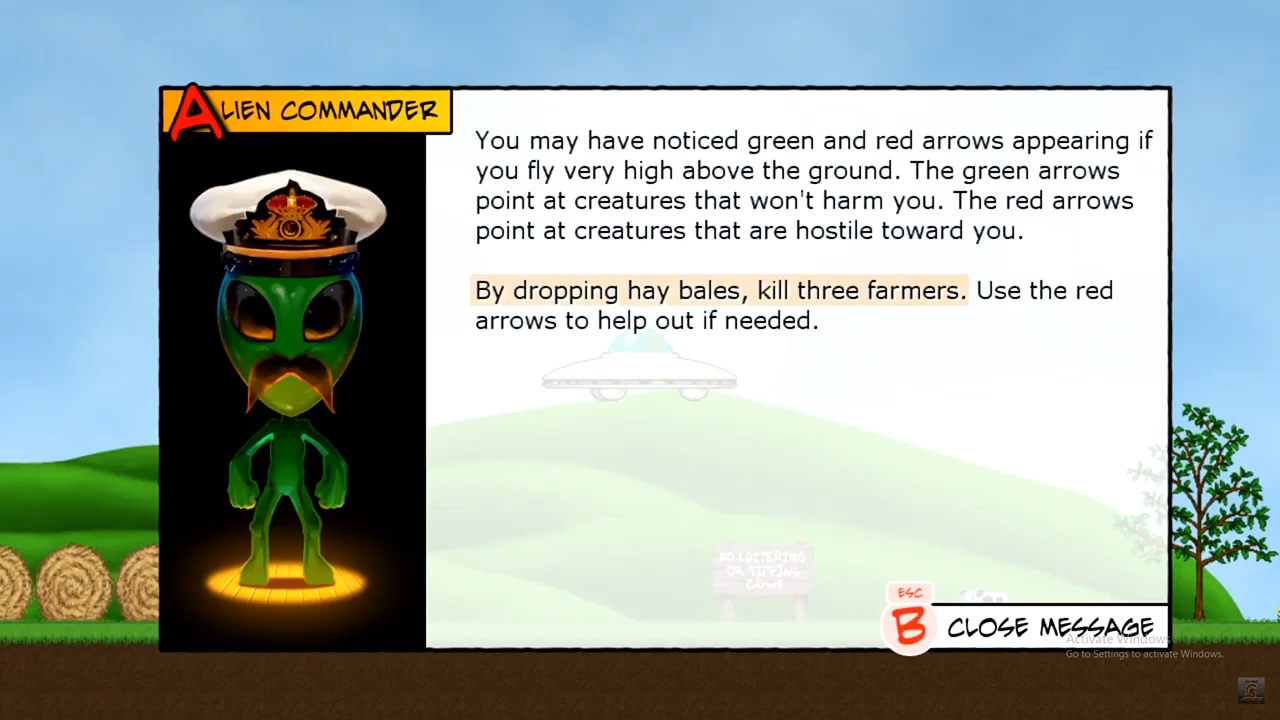 ALIEN COMMANDER
You may have noticed green and red arrows appearing if
you fly very high above the ground. The green arrows
point at creatures that won't harm you. The red arrows
point at creatures that are hostile toward you.
By dropping hay bales, kill three farmers. Use the red
arrows to help out if needed.
NO LOITERING
OR TIPPING
COWS
ESC
B CLOSE MESSAGE
Activate Windows
Go to Settings to activate Windows.